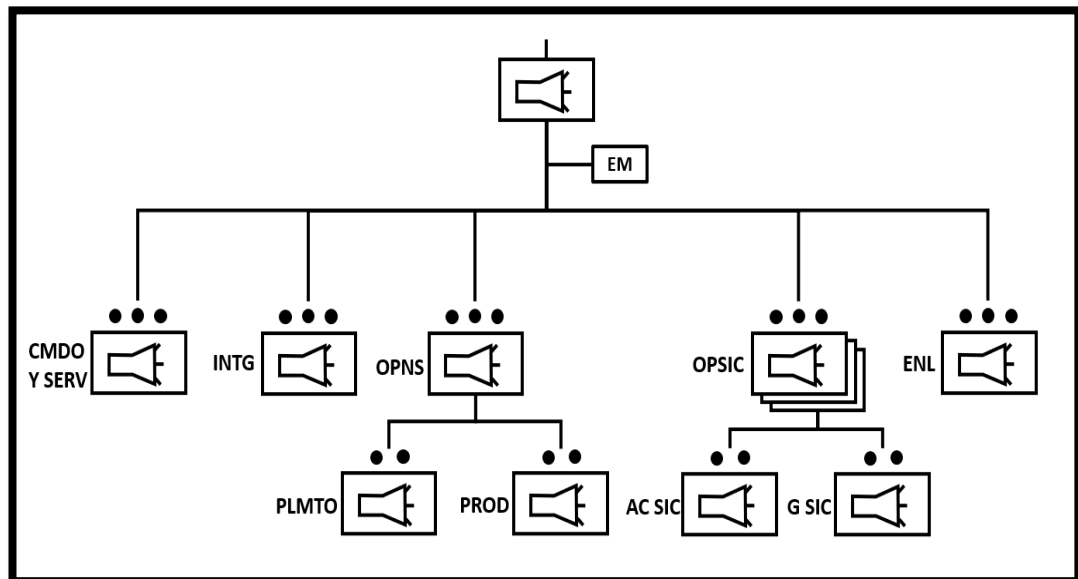 EM
CMDO
Y SERV
INTG
OPNS
OPSIC
ENL
PLMTO
PROD
AC SIC
G SIC